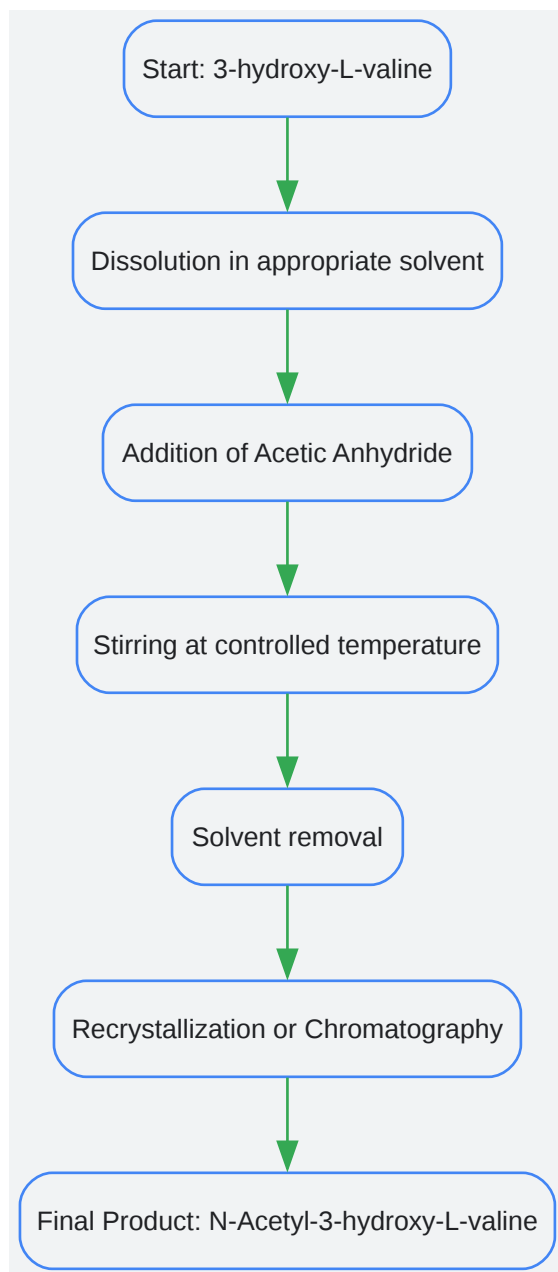 Start: 3-hydroxy-L-valine
Dissolution in appropriate solvent
Addition of Acetic Anhydride
Stirring at controlled temperature
Solvent removal
Recrystallization or Chromatography
Final Product: N-Acetyl-3-hydroxy-L-valine